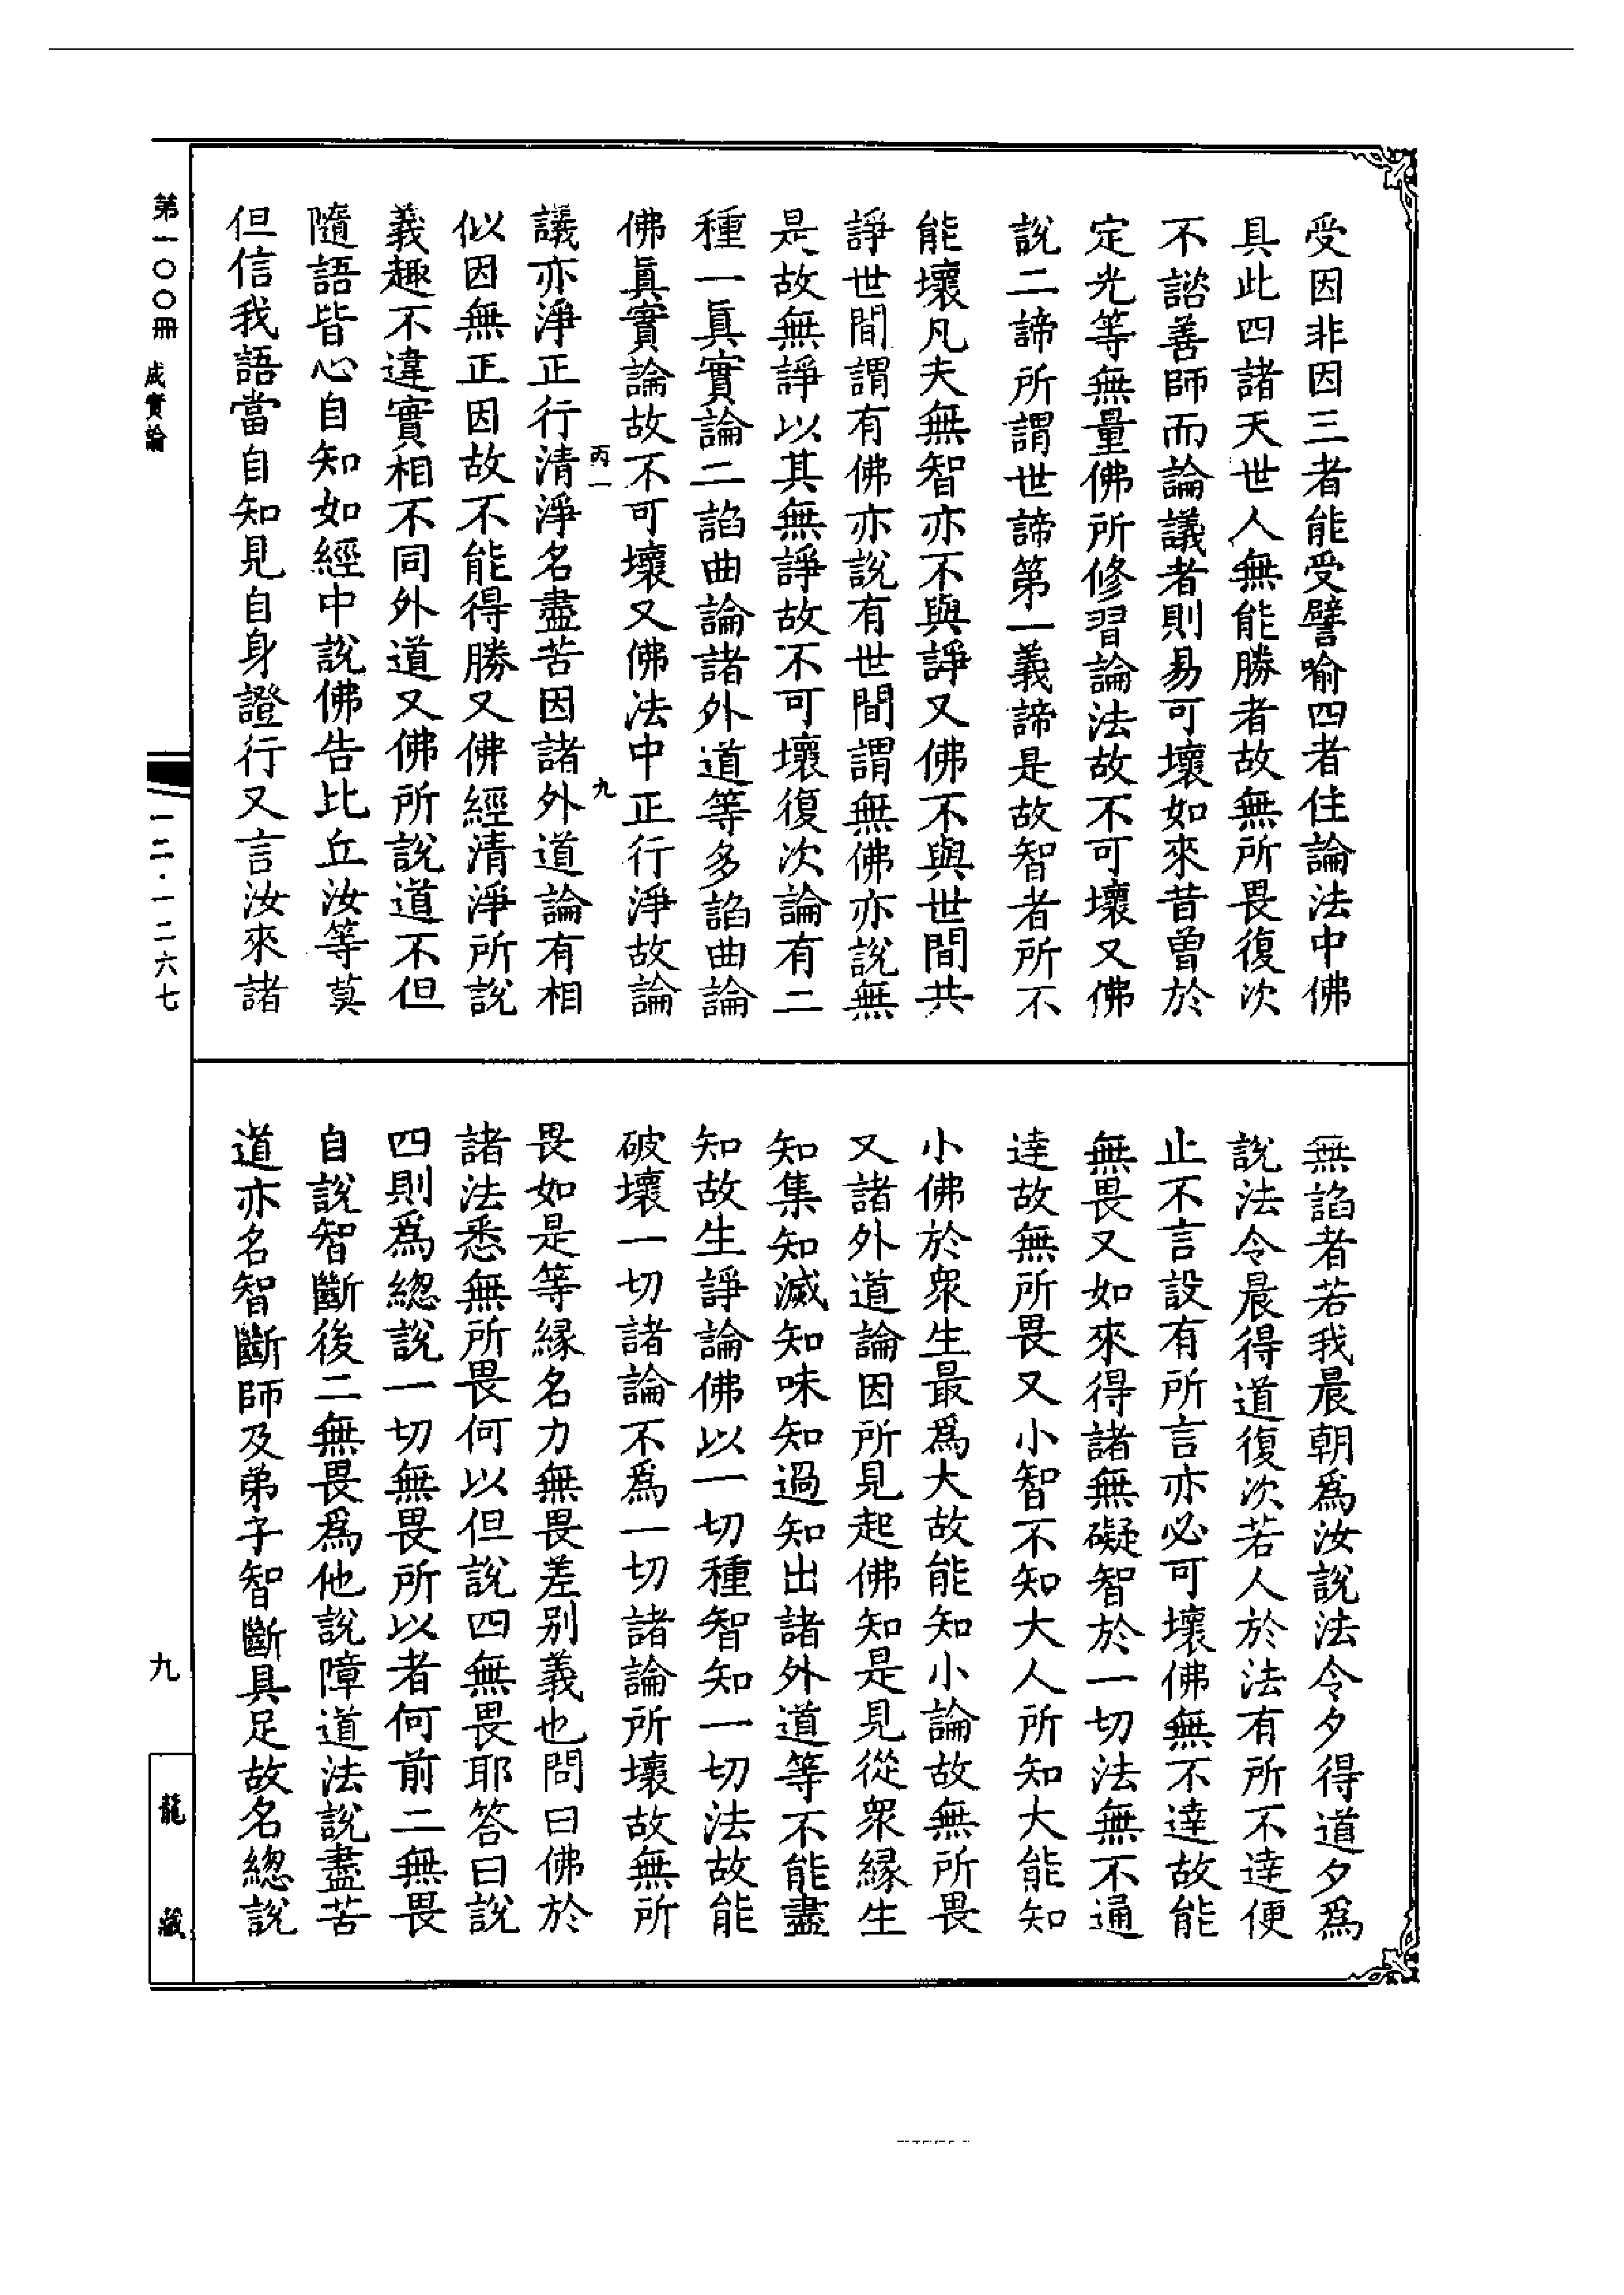 受因非因三者能受譬喻四者住論法中佛
具此四諸天世人無能勝者故無所畏復次
不諮善師而論議者則易可壞如來昔曾於
定光等無量佛所修習論法故不可壞又佛
說二諦所謂世諦第一義諦是故智者所不
能壞凡夫無智亦不與諍又佛不與世間共
諍世間謂有佛亦說有世間謂無佛亦說無
是故無諍以其無諍故不可壞復次論有二
種一眞實論二諂曲論諸外道等多諂曲論
佛眞實論故不可壞又佛法中正行淨故論
丙一
九
議亦淨正行清淨名盡苦因諸外道論有相
似因無正因故不能得勝又佛經清淨所說
義趣不違實相不同外道又佛所說道不但
隨語皆心自知如經中說佛告比丘汝等莫
但信我語當自知見自身證行又言汝來諸
無諂者若我晨朝爲汝說法令夕得道夕爲
說法令晨得道復次若人於法有所不達便
止不言設有所言亦必可壞佛無不達故能
無畏又如來得諸無礙智於一切法無不通
達故無所畏又小智不知大人所知大能知
小佛於衆生最爲大故能知小論故無所畏
又諸外道論因所見起佛知是見從衆緣生
知集知滅知味知過知出諸外道等不能盡
知故生諍論佛以一切種智知一切法故能
破壞一切諸論不爲一切諸論所壞故無所
畏如是等緣名力無畏差別義也問曰佛於
諸法悉無所畏何以但說四無畏耶答曰說
四則爲總說一切無畏所以者何前二無畏
自說智斷後二無畏爲他說障道法說盡苦
道亦名智斷師及弟子智斷具足故名總說
第一〇〇冊 成實論
一二·一二六七
九
龍藏